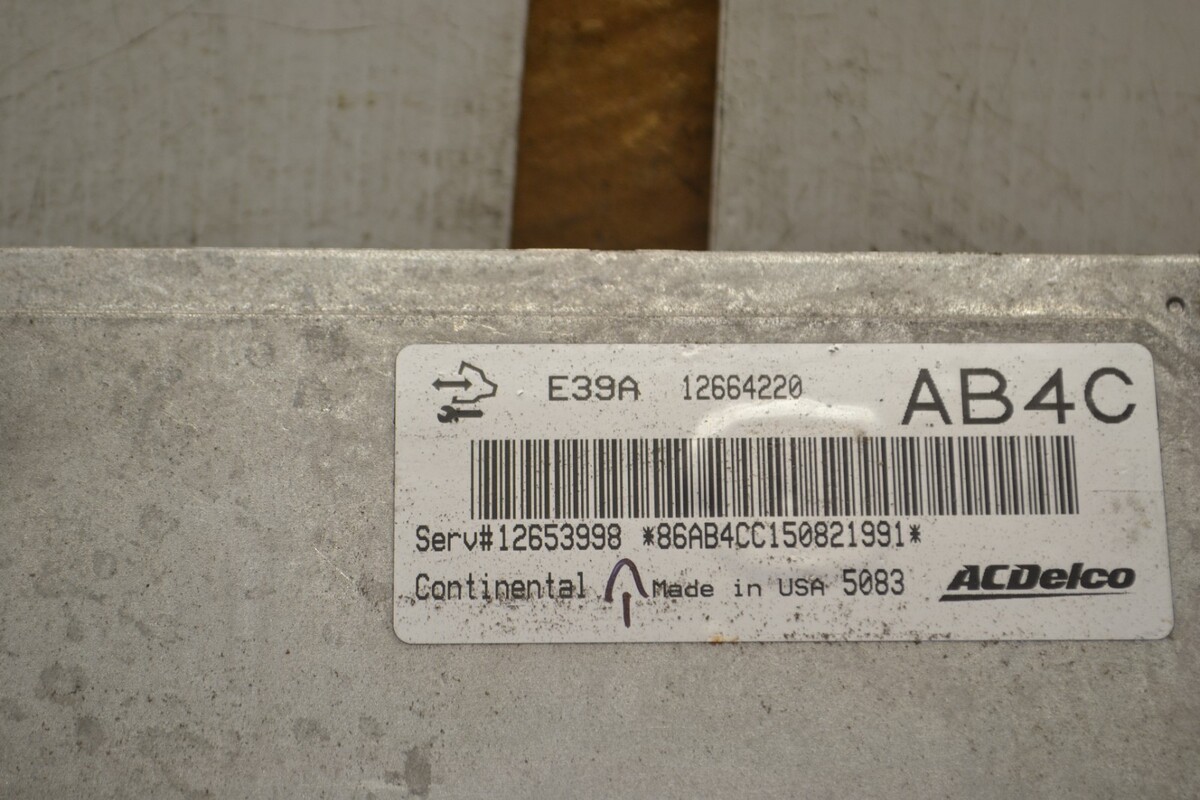 E39A 12664220 AB4C
Serv#12653998 *86AB4CC150821991*
Continental Made in USA 5083 ACDelco